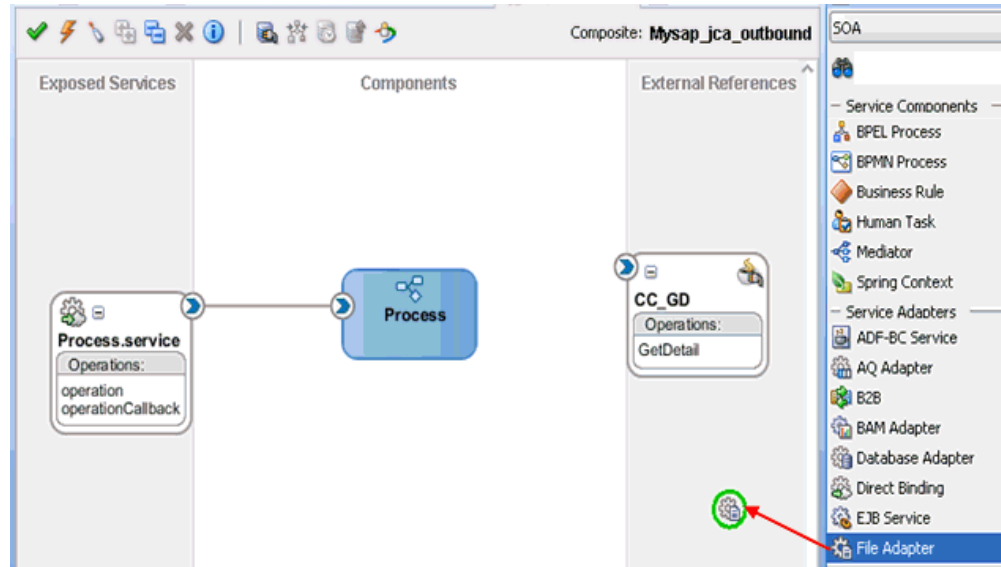 Composite: Mysap_jca_outbound
Exposed Services
Components
External References
Process.service
Operations:
operation
operationCallback
Process
CC_GD
Operations:
GetDetail
SOA
Service Components
BPEL Process
BPMN Process
Business Rule
Human Task
Mediator
Spring Context
Service Adapters
ADF-BC Service
AQ Adapter
B2B
BAM Adapter
Database Adapter
Direct Binding
EJB Service
File Adapter